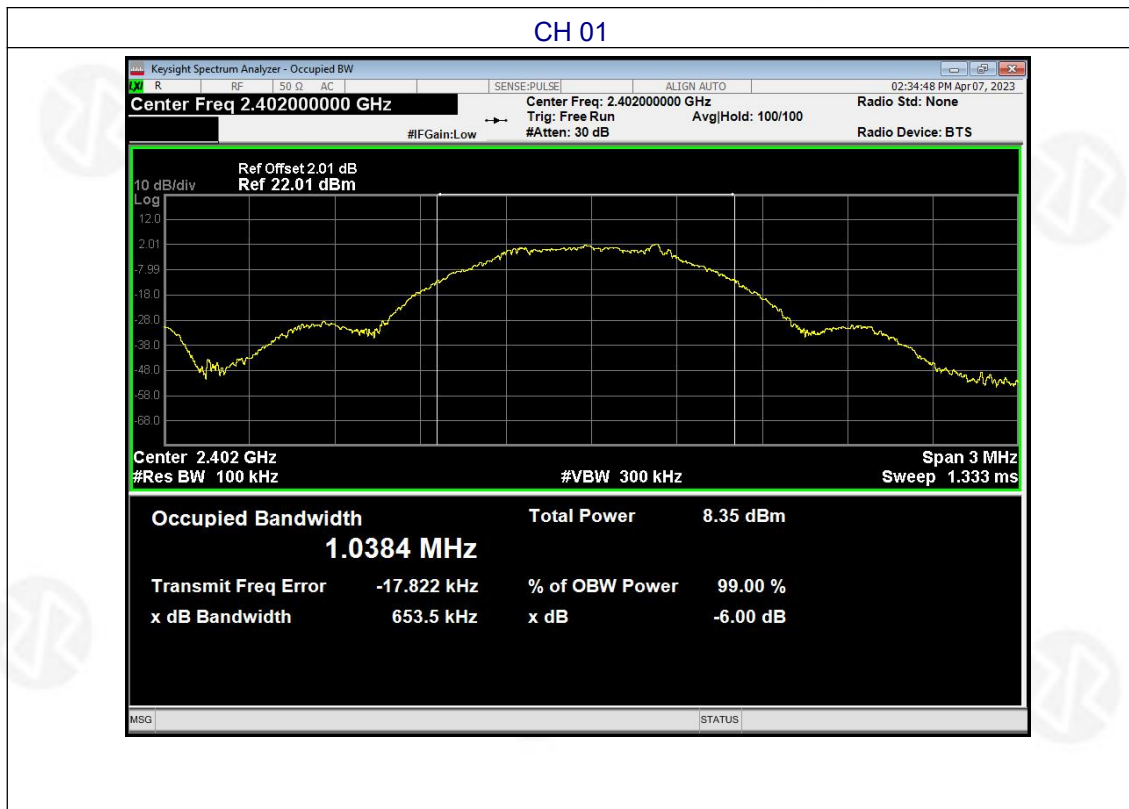 CH 01
Keysight Spectrum Analyzer - Occupied BW
LXI R RF 50 Ω AC SENSE:PULSE ALIGN AUTO 02:34:48 PM Apr 07, 2023
Center Freq 2.402000000 GHz
Center Freq: 2.402000000 GHz
Radio Std: None
Trig: Free Run
Avg|Hold: 100/100
#IFGain:Low
#Atten: 30 dB
Radio Device: BTS
Ref Offset 2.01 dB
10 dB/div
Ref 22.01 dBm
Log
12.0
2.01
-7.99
-18.0
-28.0
-38.0
-48.0
-58.0
-68.0
Center 2.402 GHz
Span 3 MHz
#Res BW 100 kHz
#VBW 300 kHz
Sweep 1.333 ms
Occupied Bandwidth
Total Power 8.35 dBm
1.0384 MHz
Transmit Freq Error -17.822 kHz
% of OBW Power 99.00 %
x dB Bandwidth 653.5 kHz
x dB -6.00 dB
MSG
STATUS